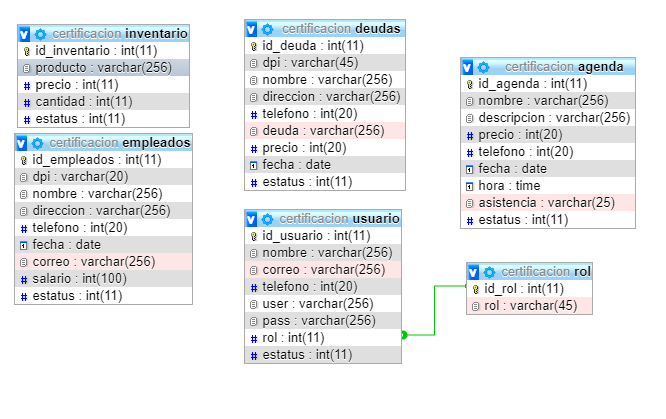 certificacion inventario
id_inventario : int(11)
producto : varchar(256)
precio : int(11)
cantidad : int(11)
estatus : int(11)
certificacion empleados
id_empleados : int(11)
dpi : varchar(20)
nombre : varchar(256)
direccion : varchar(256)
telefono : int(20)
fecha : date
correo : varchar(256)
salario : int(100)
estatus : int(11)
certificacion deudas
id_deuda : int(11)
dpi : varchar(45)
nombre : varchar(256)
direccion : varchar(256)
telefono : int(20)
deuda : varchar(256)
precio : int(20)
fecha : date
estatus : int(11)
certificacion usuario
id_usuario : int(11)
nombre : varchar(256)
correo : varchar(256)
telefono : int(20)
user : varchar(256)
pass : varchar(256)
rol : int(11)
estatus : int(11)
certificacion agenda
id_agenda : int(11)
nombre : varchar(256)
descripcion : varchar(256)
precio : int(20)
telefono : int(20)
fecha : date
hora : time
asistencia : varchar(25)
estatus : int(11)
certificacion rol
id_rol : int(11)
rol : varchar(45)